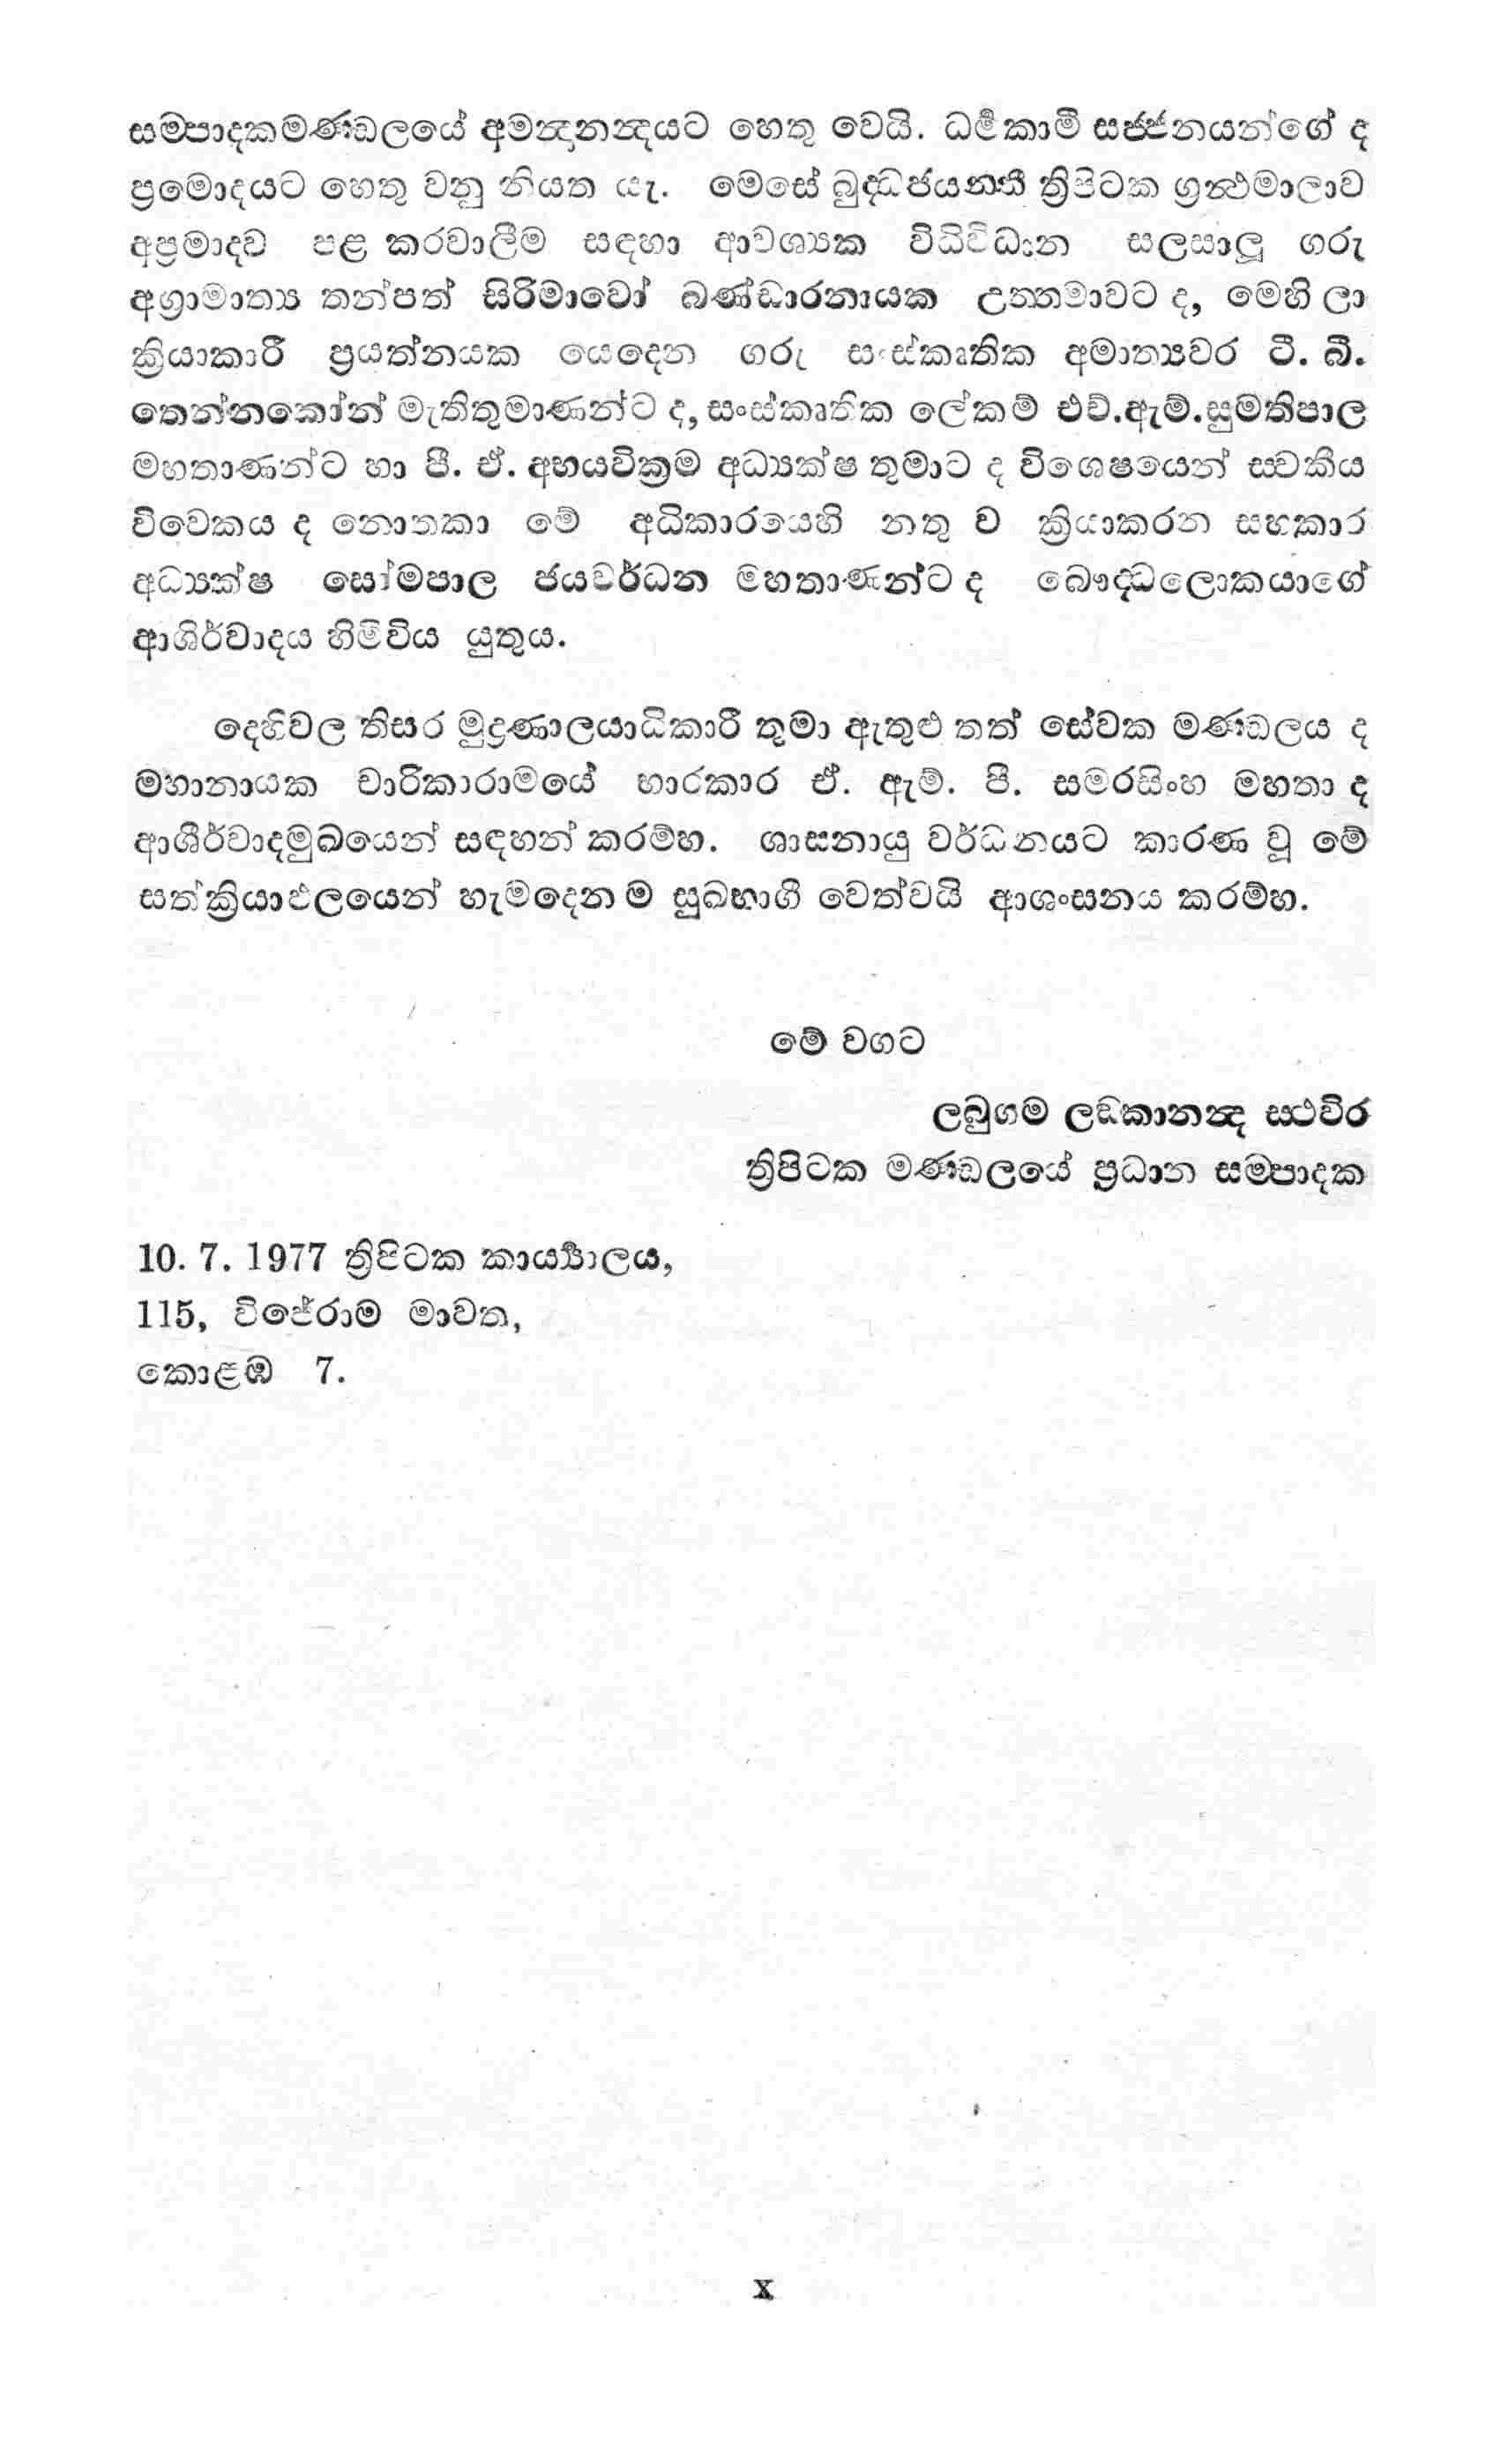 සම්පාදකමණ්ඩලයේ අමන්දානන්දයට හෙතු වෙයි. ධර්මකාමී සජ්ජනයන්ගේ ද
ප්‍රමොදයට හෙතු වනු නියත යැ. මෙසේ බුද්ධජයන්තී ත්‍රිපිටක ග්‍රන්ථමාලාව
අප්‍රමාදව පළ කරවාලීම සඳහා ආවශ්‍යක විධිවිධාන සලසාලූ ගරු
අග්‍රාමාත්‍ය තන්පත් සිරිමාවෝ බණ්ඩාරනායක උත්තමාවට ද, මෙහි ලා
ක්‍රියාකාරී ප්‍රයත්නයක යෙදෙන ගරු සංස්කෘතික අමාත්‍යවර ටී. බී.
තෙන්නකෝන් මැතිතුමාණන්ට ද, සංස්කෘතික ලේකම් එච්.ඇම්.සුමතිපාල
මහතාණන්ට හා පී. ඒ. අභයවික්‍රම අධ්‍යක්ෂ තුමාට ද විශෙෂයෙන් ස්වකීය
විවෙකය ද නොතකා මේ අධිකාරයෙහි නතු ව ක්‍රියාකරන සහකාර
අධ්‍යක්ෂ සෝමපාල ජයවර්ධන මහතාණන්ට ද බෞද්ධලොකයාගේ
ආශිර්වාදය හිමිවිය යුතුය.
දෙහිවල තිසර මුද්‍රණාලයාධිකාරී තුමා ඇතුළු තත් සේවක මණ්ඩලය ද
මහානායක චාරිකාරාමයේ භාරකාර ඒ. ඇම්. පී. සමරසිංහ මහතා ද
ආශීර්වාදමුඛයෙන් සඳහන් කරම්හ. ශාසනායු වර්ධනයට කාරණ වූ මේ
සත්ක්‍රියාඵලයෙන් හැමදෙන ම සුඛභාගී වෙත්වයි ආශංසනය කරම්හ.
මේ වගට
ලබුගම ලඞ්කානන්ද ස්ථවිර
ත්‍රිපිටක මණ්ඩලයේ ප්‍රධාන සම්පාදක
10. 7. 1977 ත්‍රිපිටක කාර්‍ය්‍යාලය,
115, විජේරාම මාවත,
කොළඹ 7.
x